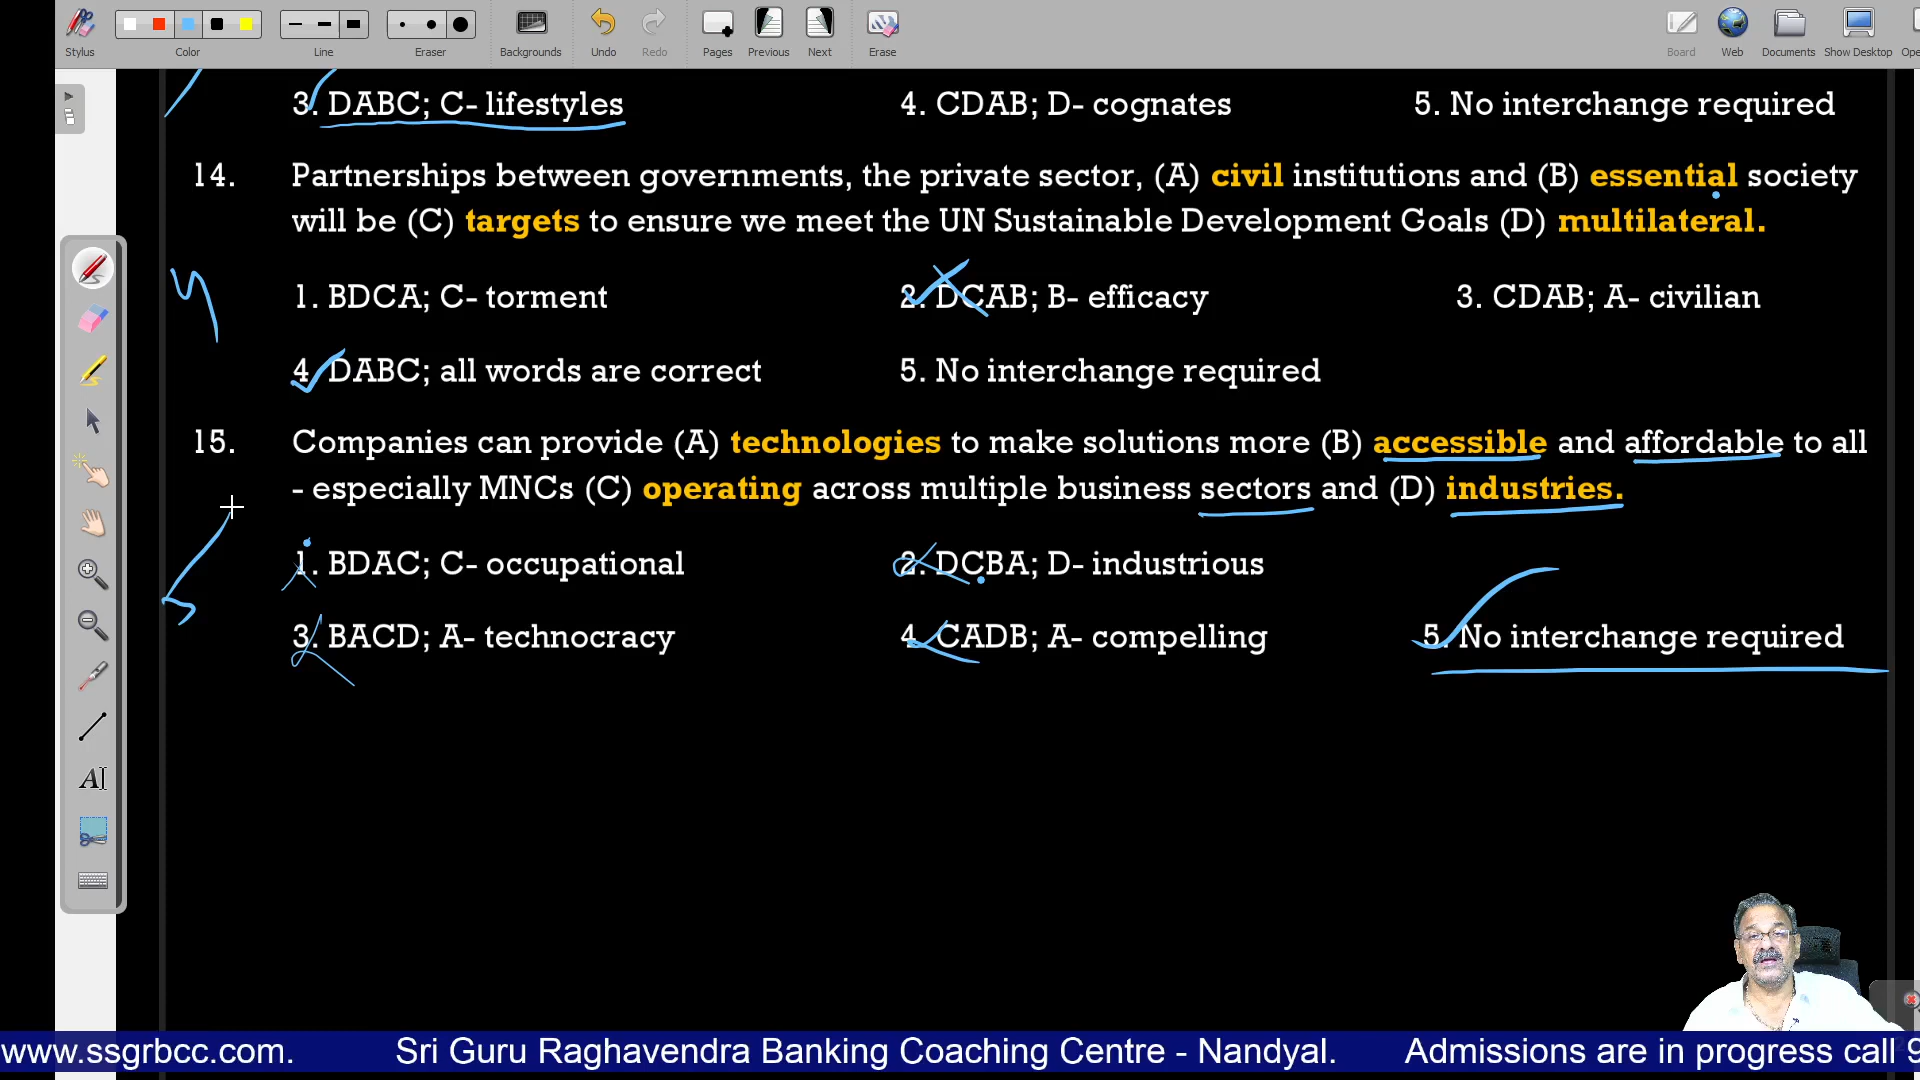 Stylus Color Line Eraser Backgrounds Undo Redo Pages Previous Next Erase Board Web Documents Show Desktop Ope
3. DABC; C- lifestyles 4. CDAB; D- cognates 5. No interchange required
14. Partnerships between governments, the private sector, (A) civil institutions and (B) essential society
will be (C) targets to ensure we meet the UN Sustainable Development Goals (D) multilateral.
1. BDCA; C- torment 2. DCAB; B- efficacy 3. CDAB; A- civilian
4. DABC; all words are correct 5. No interchange required
15. Companies can provide (A) technologies to make solutions more (B) accessible and affordable to all
- especially MNCs (C) operating across multiple business sectors and (D) industries.
1. BDAC; C- occupational 2. DCBA; D- industrious
3. BACD; A- technocracy 4. CADB; A- compelling 5. No interchange required
www.ssgrbcc.com. Sri Guru Raghavendra Banking Coaching Centre - Nandyal. Admissions are in progress call 9